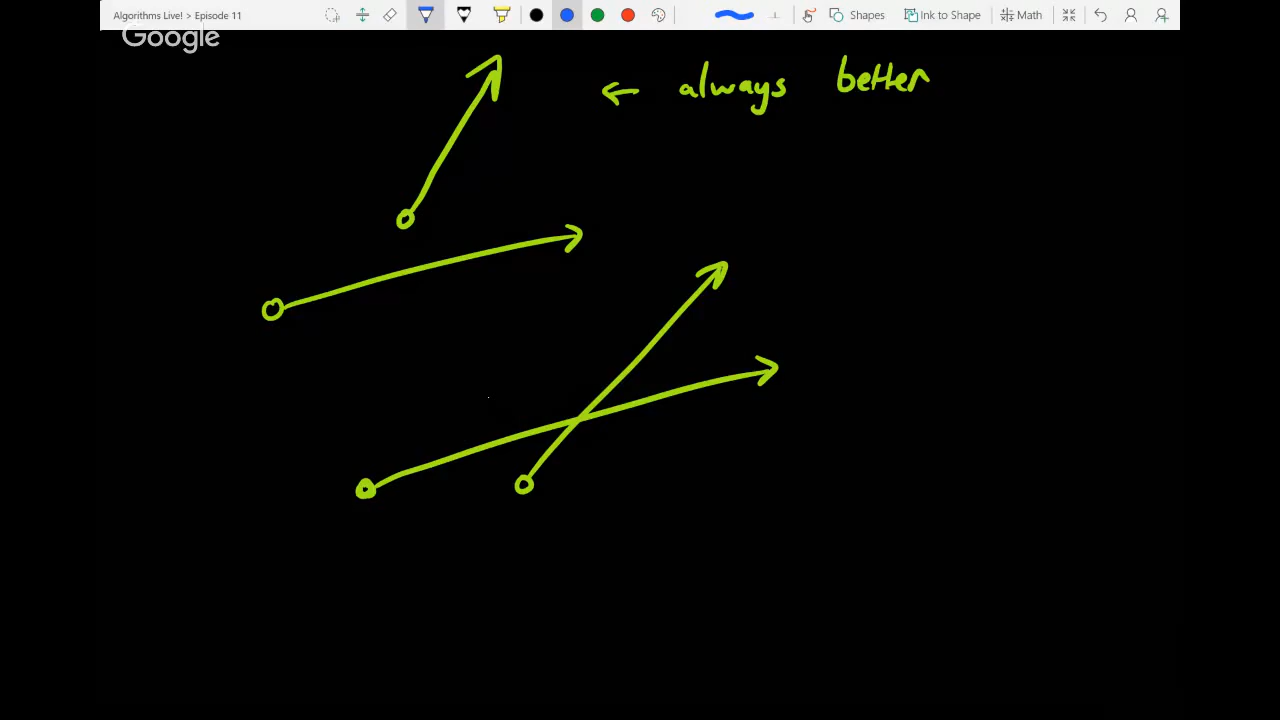 Algorithms Live! > Episode 11
Shapes
Ink to Shape
Math
Google
← always better